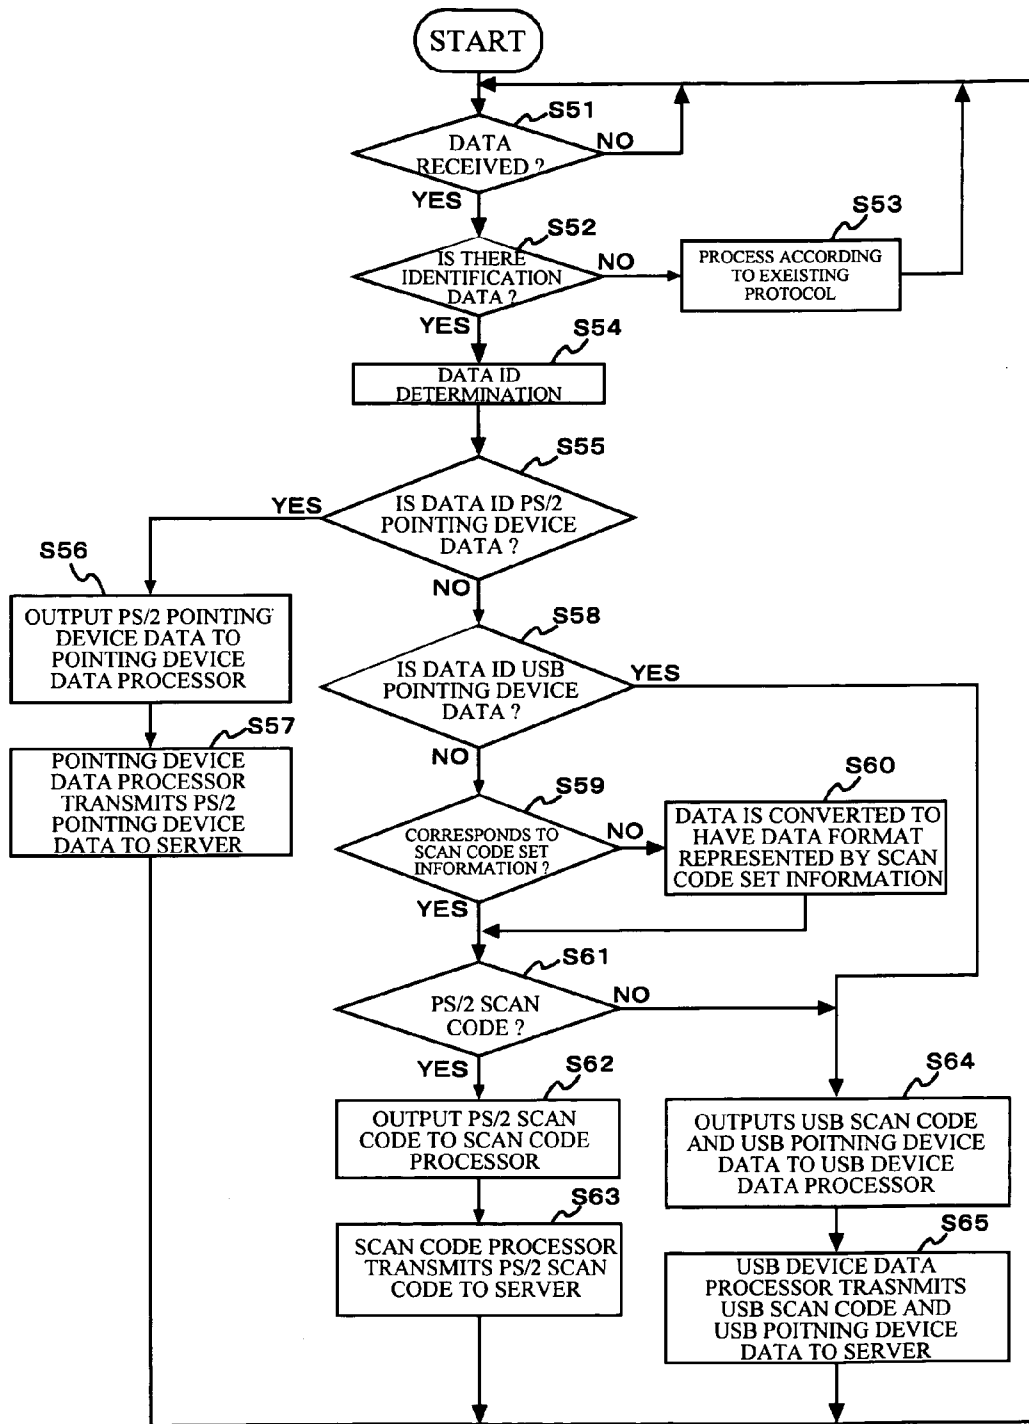 START
S51
DATA
RECEIVED ?
NO
YES
S52
IS THERE
IDENTIFICATION
DATA ?
NO
YES
S53
PROCESS ACCORDING
TO EXEISTING
PROTOCOL
S54
DATA ID
DETERMINATION
S55
IS DATA ID PS/2
POINTING DEVICE
DATA ?
YES
NO
S56
OUTPUT PS/2 POINTING
DEVICE DATA TO
POINTING DEVICE
DATA PROCESSOR
S57
POINTING DEVICE
DATA PROCESSOR
TRANSMITS PS/2
POINTING DEVICE
DATA TO SERVER
S58
IS DATA ID USB
POINTING DEVICE
DATA ?
YES
NO
S59
CORRESPONDS TO
SCAN CODE SET
INFORMATION ?
NO
YES
S60
DATA IS CONVERTED TO
HAVE DATA FORMAT
REPRESENTED BY SCAN
CODE SET INFORMATION
S61
PS/2 SCAN
CODE ?
NO
YES
S62
OUTPUT PS/2 SCAN
CODE TO SCAN CODE
PROCESSOR
S63
SCAN CODE PROCESSOR
TRANSMITS PS/2 SCAN
CODE TO SERVER
S64
OUTPUTS USB SCAN CODE
AND USB POITNING DEVICE
DATA TO USB DEVICE
DATA PROCESSOR
S65
USB DEVICE DATA
PROCESSOR TRASNMITS
USB SCAN CODE AND
USB POITNING DEVICE
DATA TO SERVER